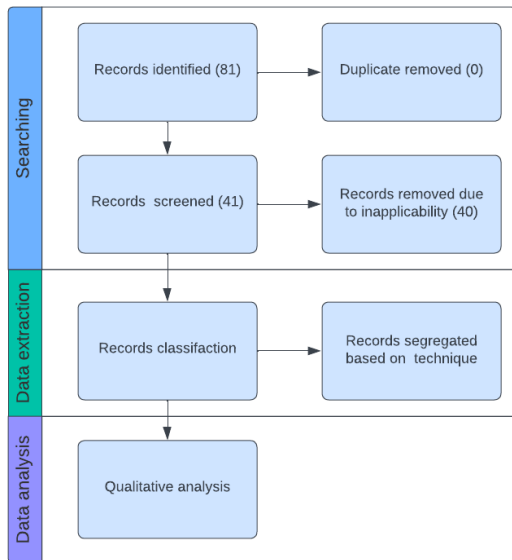 Searching
Records identified (81)
Duplicate removed (0)
Records screened (41)
Records removed due
to inapplicability (40)
Data extraction
Records classifaction
Records segregated
based on technique
Data analysis
Qualitative analysis